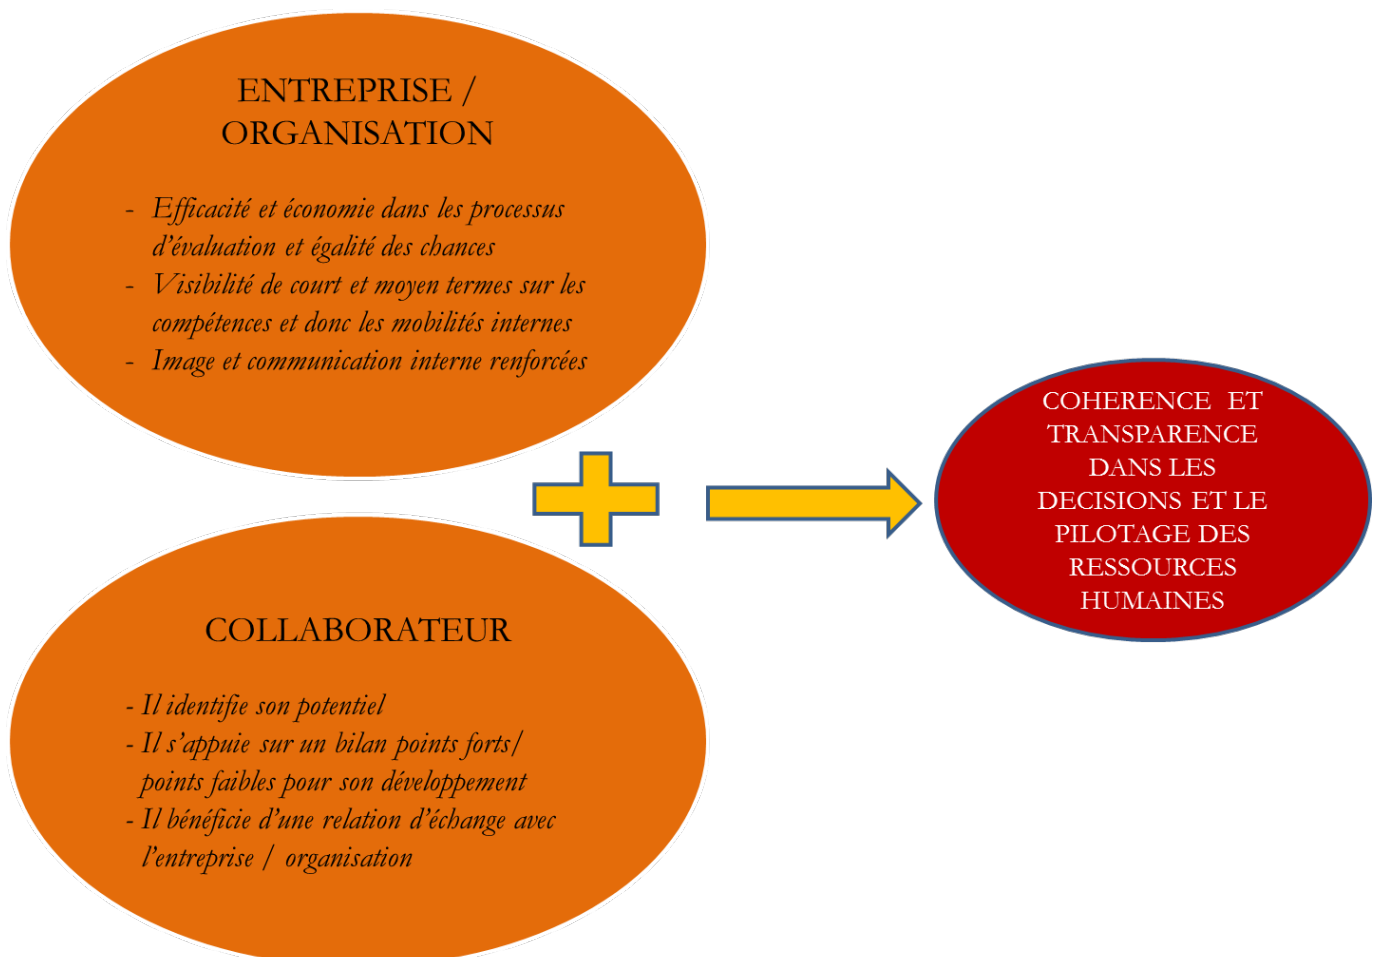 ENTREPRISE /
ORGANISATION
- Efficacité et économie dans les processus
d’évaluation et égalité des chances
- Visibilité de court et moyen termes sur les
compétences et donc les mobilités internes
- Image et communication interne renforcées
COLLABORATEUR
- Il identifie son potentiel
- Il s’appuie sur un bilan points forts/
points faibles pour son développement
- Il bénéficie d’une relation d’échange avec
l’entreprise / organisation
COHERENCE ET
TRANSPARENCE
DANS LES
DECISIONS ET LE
PILOTAGE DES
RESSOURCES
HUMAINES